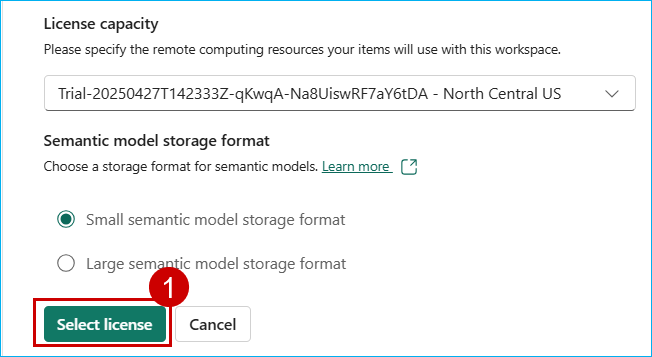 License capacity
Please specify the remote computing resources your items will use with this workspace.
Trial-20250427T142333Z-qKwqA-Na8UiswRF7aY6tDA - North Central US
Semantic model storage format
Choose a storage format for semantic models. Learn more
Small semantic model storage format
Large semantic model storage format
1
Select license Cancel